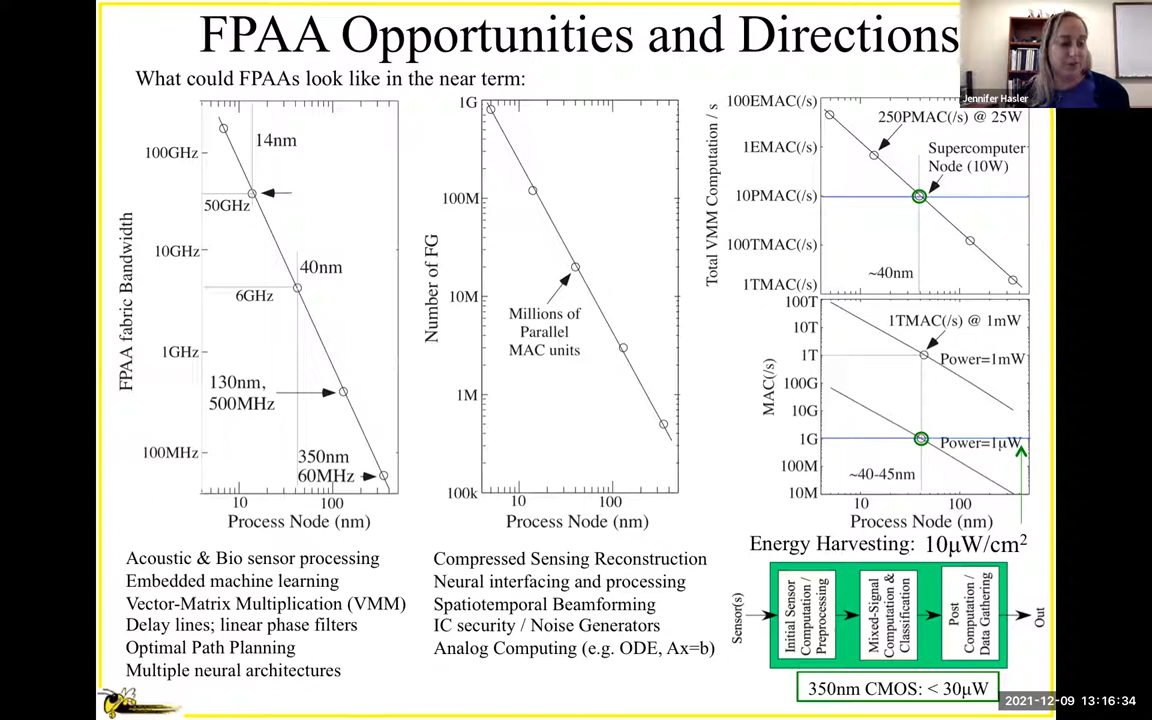 FPAA Opportunities and Directions
Jennifer Hasler
What could FPAAs look like in the near term:
FPAA fabric Bandwidth
100GHz
10GHz
1GHz
100MHz
14nm
50GHz
40nm
6GHz
130nm,
500MHz
350nm
60MHz
10
100
Process Node (nm)
Number of FG
1G
100M
10M
1M
100k
Millions of
Parallel
MAC units
10
100
Process Node (nm)
Total VMM Computation / s
100EMAC(/s)
1EMAC(/s)
10PMAC(/s)
100TMAC(/s)
1TMAC(/s)
250PMAC(/s) @ 25W
Supercomputer
Node (10W)
~40nm
MAC(/s)
100T
10T
1T
100G
10G
1G
100M
10M
1TMAC(/s) @ 1mW
Power=1mW
Power=1μW
~40-45nm
10
100
Process Node (nm)
Energy Harvesting: 10μW/cm²
Acoustic & Bio sensor processing
Embedded machine learning
Vector-Matrix Multiplication (VMM)
Delay lines; linear phase filters
Optimal Path Planning
Multiple neural architectures
Compressed Sensing Reconstruction
Neural interfacing and processing
Spatiotemporal Beamforming
IC security / Noise Generators
Analog Computing (e.g. ODE, Ax=b)
Sensor(s)
Initial Sensor
Computation /
Preprocessing
Mixed-Signal
Computation &
Classification
Post
Computation /
Data Gathering
Out
350nm CMOS: < 30μW
2021-12-09 13:16:34